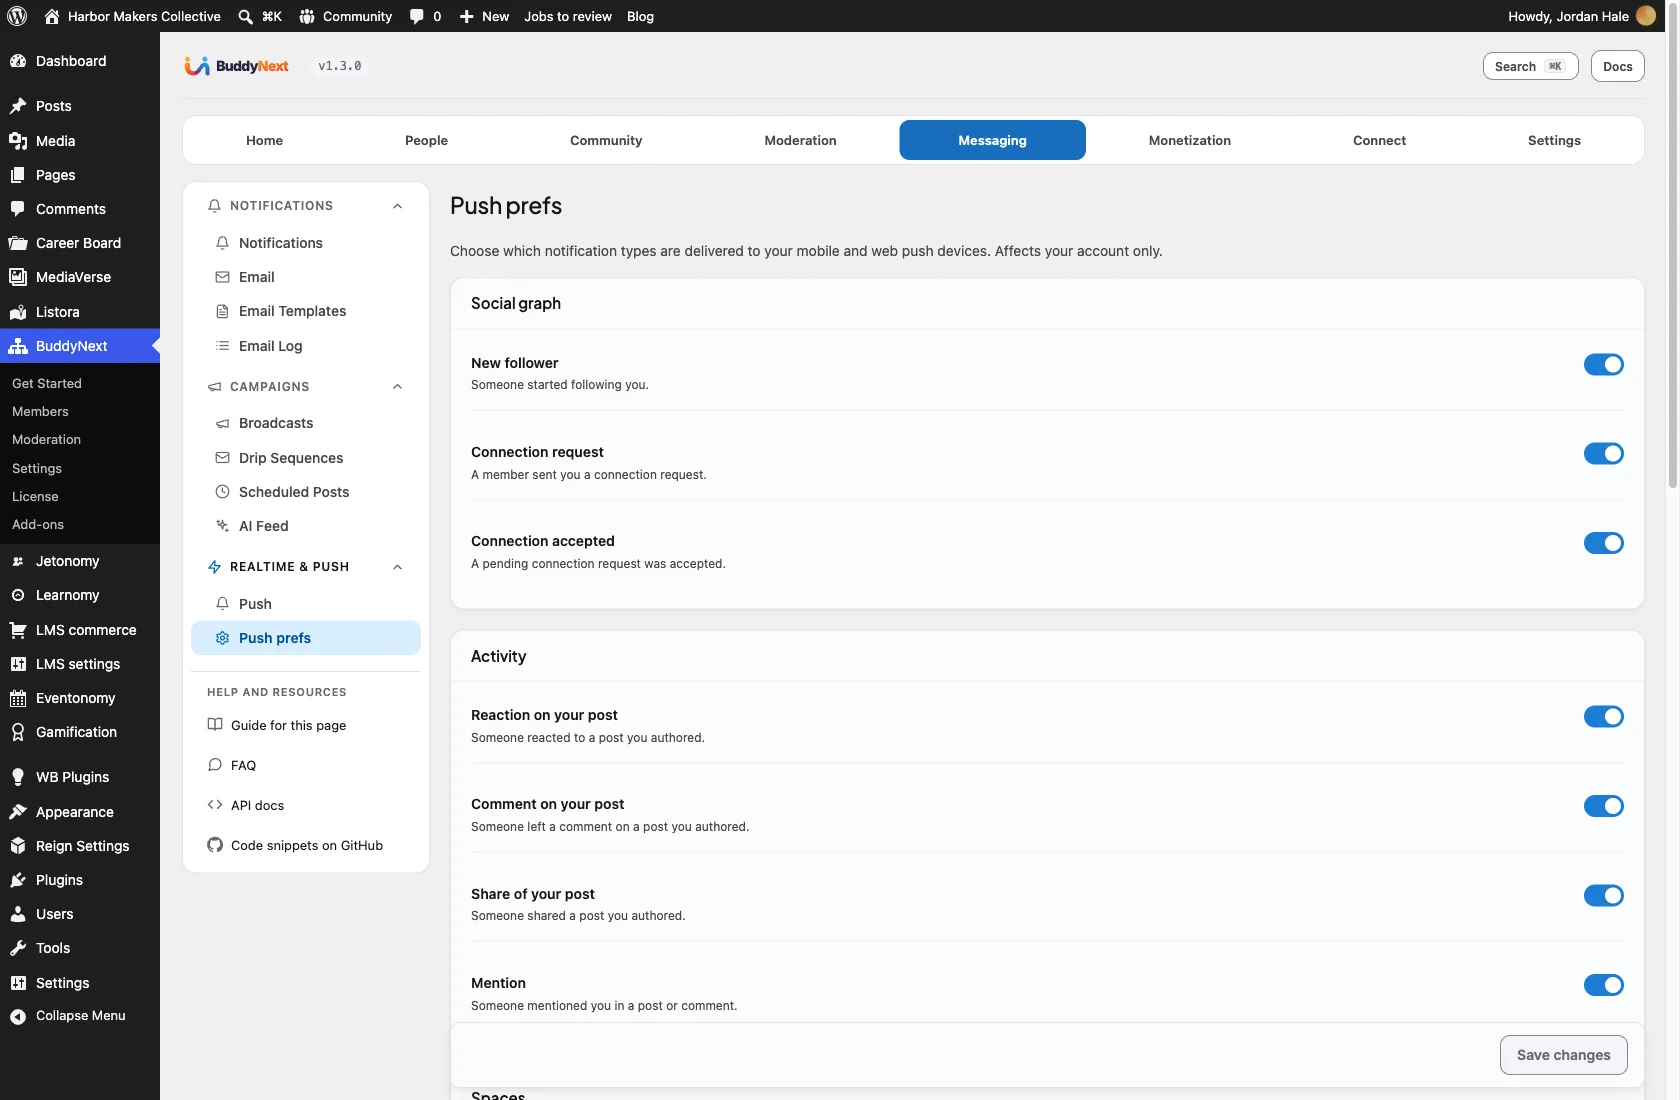 Harbor Makers Collective
⌘K
Community
0
New
Jobs to review
Blog
Howdy, Jordan Hale
Dashboard
Posts
Media
Pages
Comments
Career Board
MediaVerse
Listora
BuddyNext
Get Started
Members
Moderation
Settings
License
Add-ons
Jetonomy
Learnomy
LMS commerce
LMS settings
Eventonomy
Gamification
WB Plugins
Appearance
Reign Settings
Plugins
Users
Tools
Settings
Collapse Menu
BuddyNext
v1.3.0
Search ⌘K
Docs
Home
People
Community
Moderation
Messaging
Monetization
Connect
Settings
NOTIFICATIONS
Notifications
Email
Email Templates
Email Log
CAMPAIGNS
Broadcasts
Drip Sequences
Scheduled Posts
AI Feed
REALTIME & PUSH
Push
Push prefs
HELP AND RESOURCES
Guide for this page
FAQ
API docs
Code snippets on GitHub
Push prefs
Choose which notification types are delivered to your mobile and web push devices. Affects your account only.
Social graph
New follower
Someone started following you.
Connection request
A member sent you a connection request.
Connection accepted
A pending connection request was accepted.
Activity
Reaction on your post
Someone reacted to a post you authored.
Comment on your post
Someone left a comment on a post you authored.
Share of your post
Someone shared a post you authored.
Mention
Someone mentioned you in a post or comment.
Save changes
Spaces